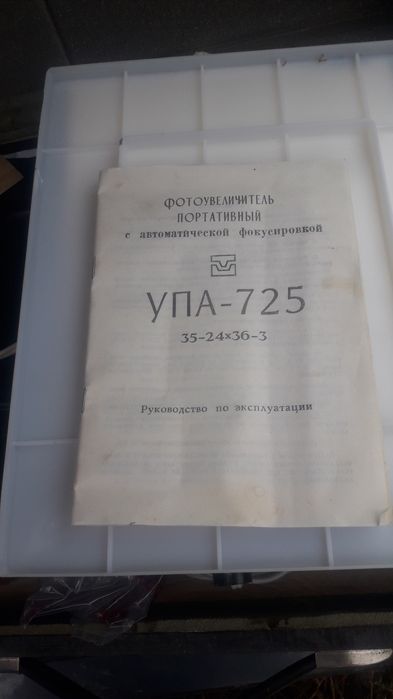 ФОТОУВЕЛИЧИТЕЛЬ
ПОРТАТИВНЫЙ
с автоматической фокусировкой
УПА-725
35-24×36-3
Руководство по эксплуатации